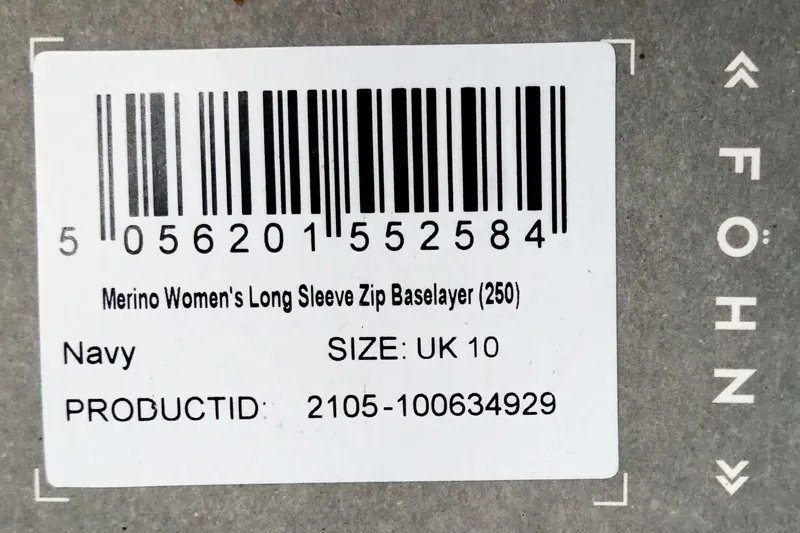 5 056201 552584
Merino Women's Long Sleeve Zip Baselayer (250)
Navy SIZE: UK 10
PRODUCTID: 2105-100634929
FÖHN